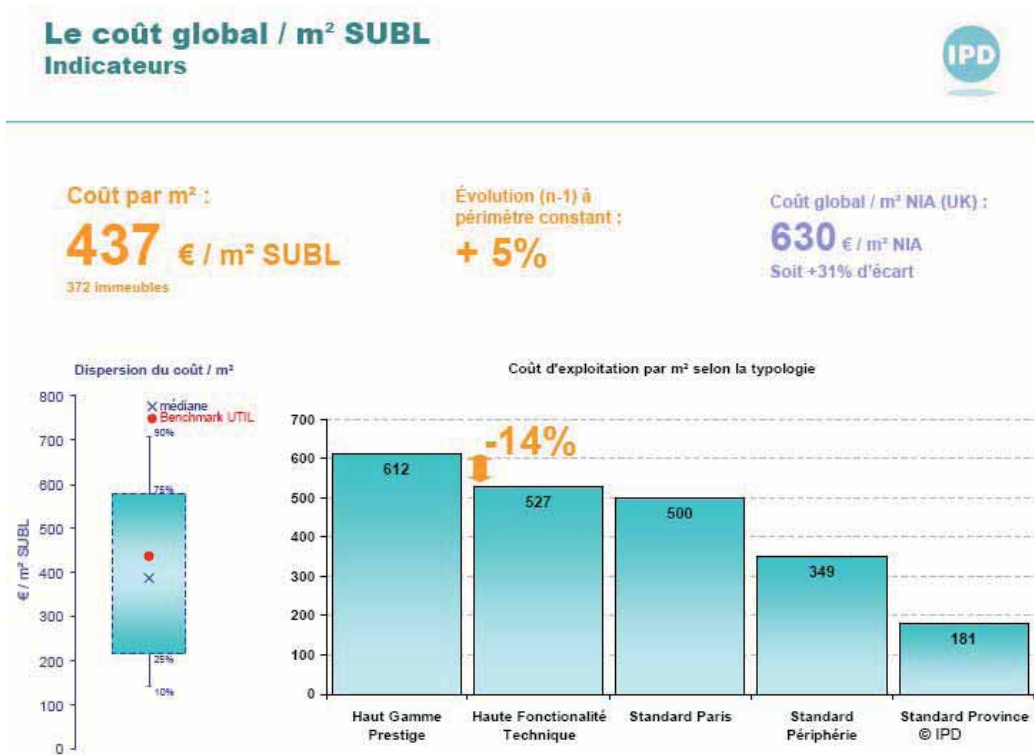 Le coût global / m² SUBL
Indicateurs
IPD
Coût par m² :
437 € / m² SUBL
372 Immeubles
Évolution (n-1) à
périmètre constant :
+ 5%
Coût global / m² NIA (UK) :
630 € / m² NIA
Soit +31% d'écart
Dispersion du coût / m²
€ / m² SUBL
800
700
600
500
400
300
200
100
0
médiane
Benchmark UTIL
90%
75%
25%
10%
Coût d'exploitation par m² selon la typologie
700
600
500
400
300
200
100
0
-14%
612
527
500
349
181
Haut Gamme
Prestige
Haute Fonctionalité
Technique
Standard Paris
Standard
Périphérie
Standard Province
© IPD